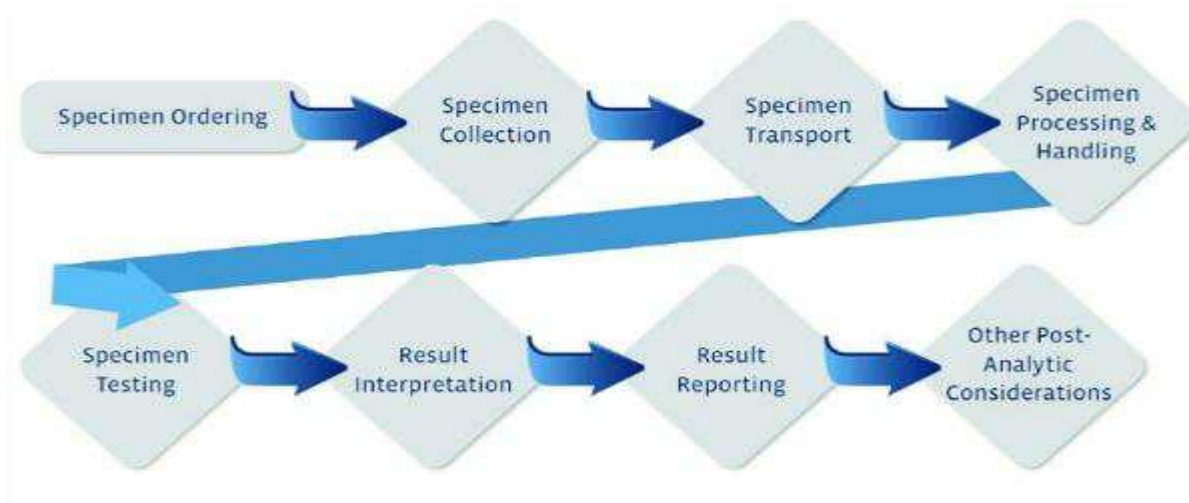 Specimen Ordering
Specimen
Collection
Specimen
Transport
Specimen
Processing &
Handling
Specimen
Testing
Result
Interpretation
Result
Reporting
Other Post-
Analytic
Considerations